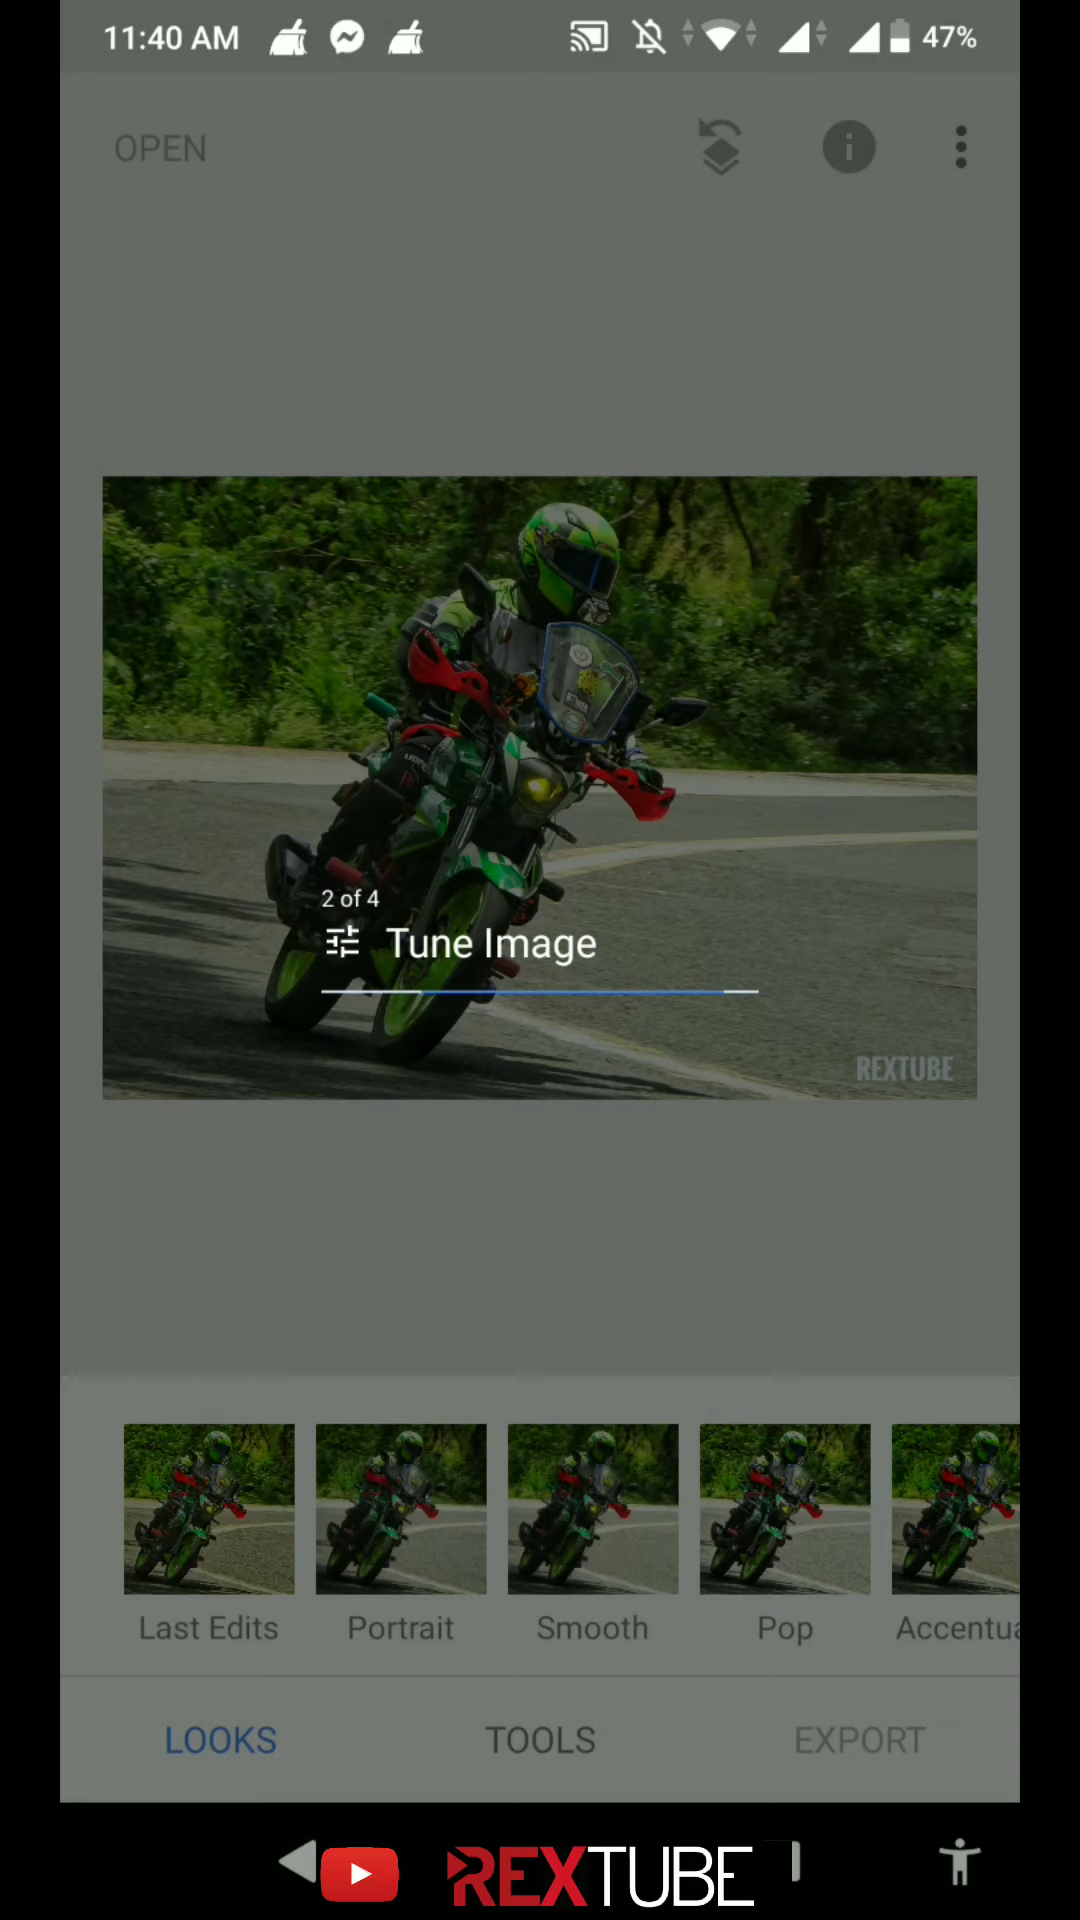 11:40 AM
47%
OPEN
2 of 4
Tune Image
REXTUBE
Last Edits
Portrait
Smooth
Pop
Accentua
LOOKS
TOOLS
EXPORT
REXTUBE